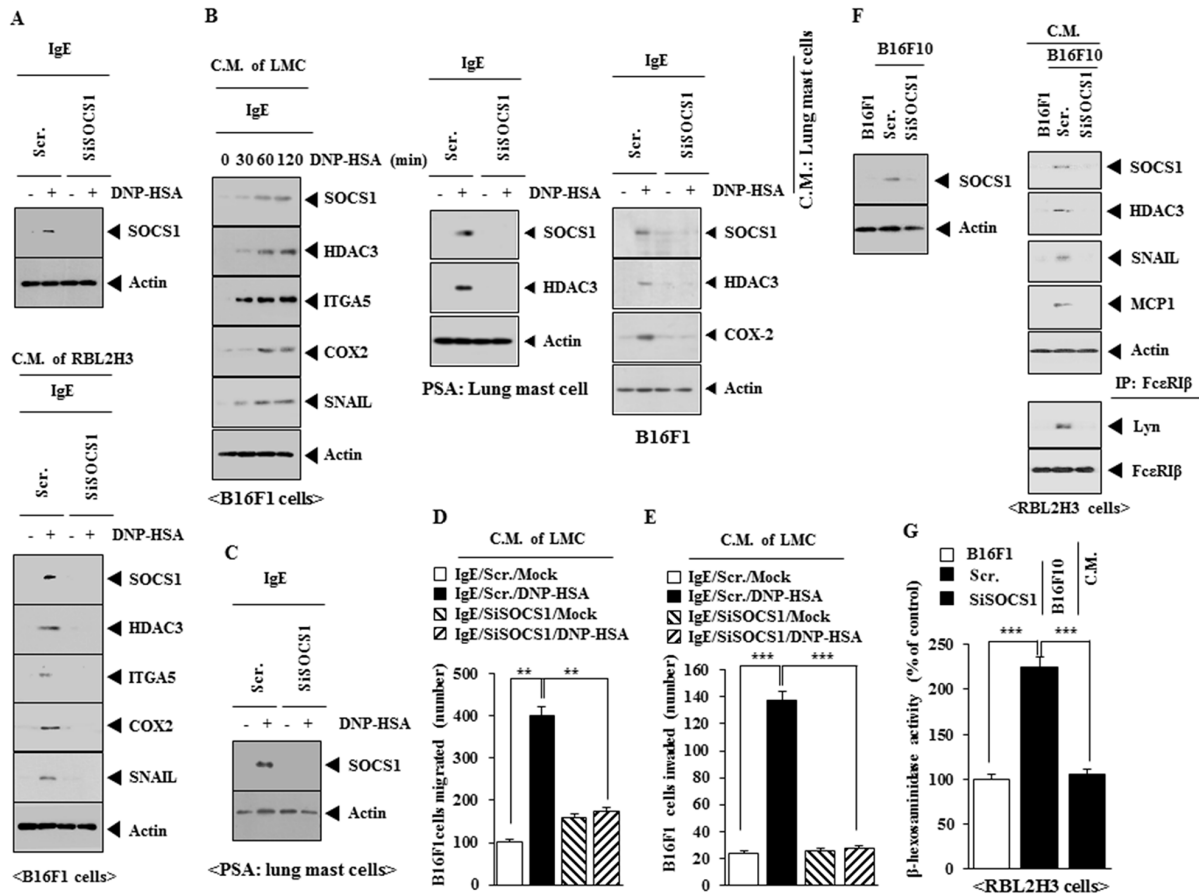 A
IgE
Scr.
SiSOCS1
- + - + DNP-HSA
SOCS1
Actin
C.M. of RBL2H3
IgE
Scr.
SiSOCS1
- + - + DNP-HSA
SOCS1
HDAC3
ITGA5
COX2
SNAIL
Actin
<B16F1 cells>
B
C.M. of LMC
IgE
0 30 60 120 DNP-HSA (min)
SOCS1
HDAC3
ITGA5
COX2
SNAIL
Actin
<B16F1 cells>
IgE
Scr.
SiSOCS1
- + - + DNP-HSA
SOCS1
HDAC3
Actin
PSA: Lung mast cell
IgE
Scr.
SiSOCS1
- + - + DNP-HSA
SOCS1
HDAC3
COX-2
Actin
B16F1
C.M.: Lung mast cells
C
IgE
Scr.
SiSOCS1
- + - + DNP-HSA
SOCS1
Actin
<PSA: lung mast cells>
D
C.M. of LMC
IgE/Scr./Mock
IgE/Scr./DNP-HSA
IgE/SiSOCS1/Mock
IgE/SiSOCS1/DNP-HSA
B16F1cells migrated (number)
500
400
300
200
100
0
** **
E
C.M. of LMC
IgE/Scr./Mock
IgE/Scr./DNP-HSA
IgE/SiSOCS1/Mock
IgE/SiSOCS1/DNP-HSA
B16F1 cells invaded (number)
160
140
120
100
80
60
40
20
0
*** ***
F
B16F10
B16F1
Scr.
SiSOCS1
SOCS1
Actin
C.M.
B16F10
B16F1
Scr.
SiSOCS1
SOCS1
HDAC3
SNAIL
MCP1
Actin
IP: FcεRIβ
Lyn
FcεRIβ
<RBL2H3 cells>
G
B16F1
Scr.
SiSOCS1
B16F10
C.M.
β-hexosaminidase activity (% of control)
250
200
150
100
50
0
*** ***
<RBL2H3 cells>